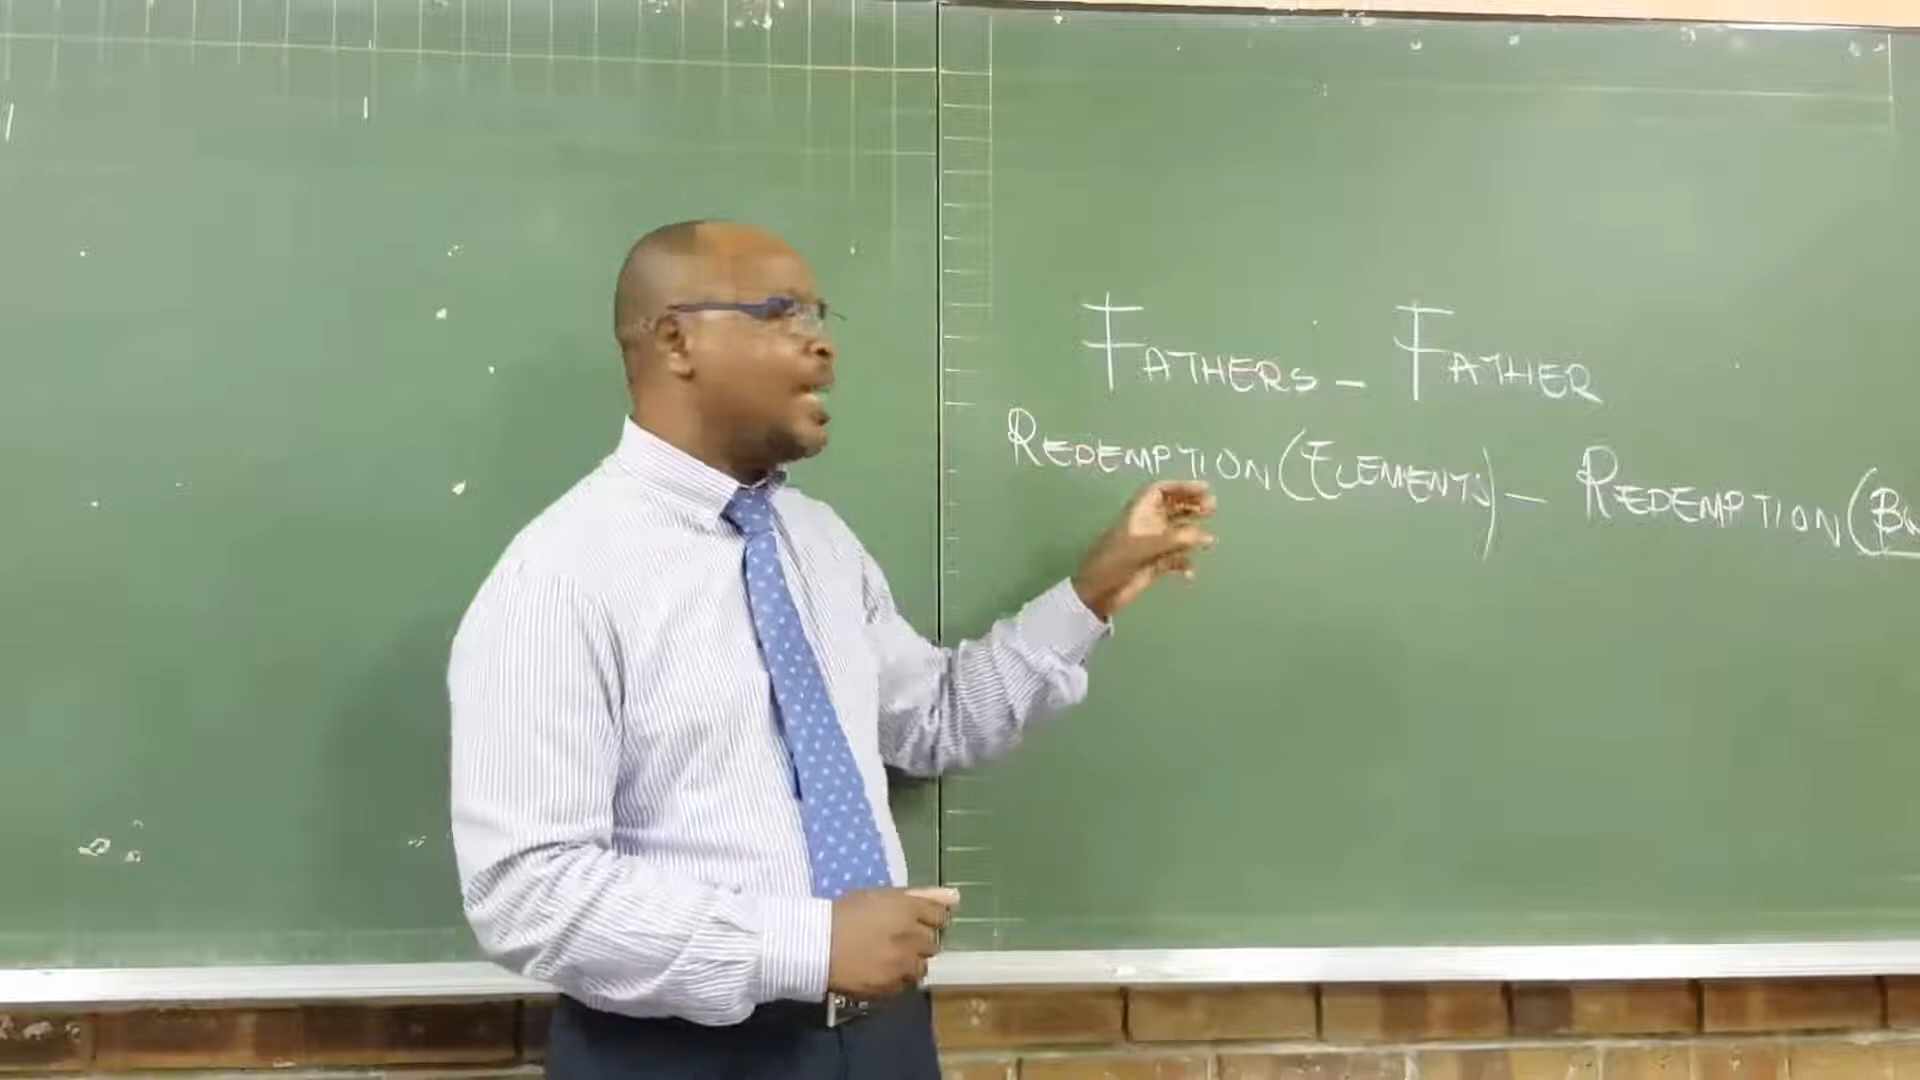 FATHERS - FATHER
REDEMPTION (ELEMENTS) - REDEMPTION (